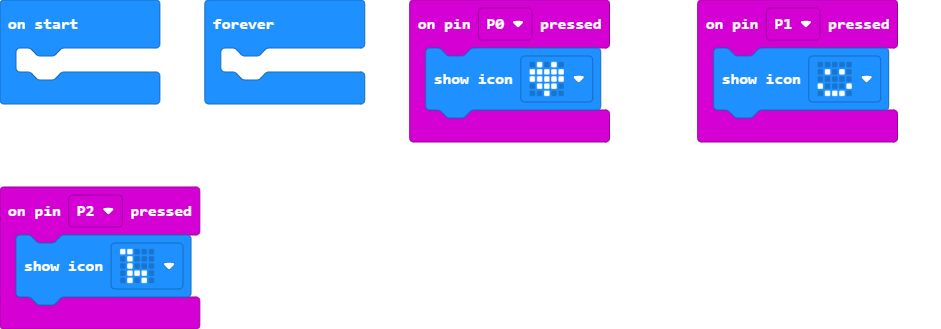 on start
forever
on pin P0 pressed
show icon
on pin P1 pressed
show icon
on pin P2 pressed
show icon